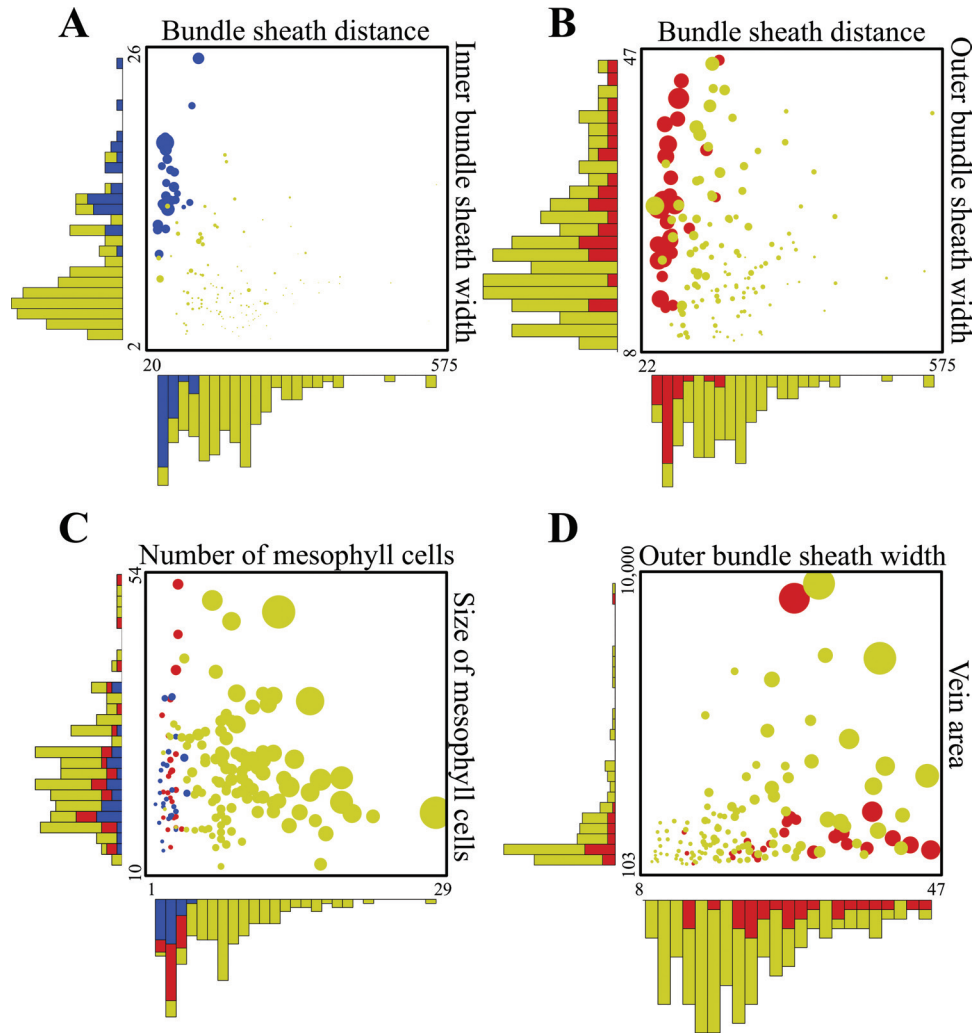 A
Bundle sheath distance
26
Inner bundle sheath width
2
20
575
B
Bundle sheath distance
47
Outer bundle sheath width
8
22
575
C
Number of mesophyll cells
54
Size of mesophyll cells
10
1
29
D
Outer bundle sheath width
10,000
Vein area
103
8
47